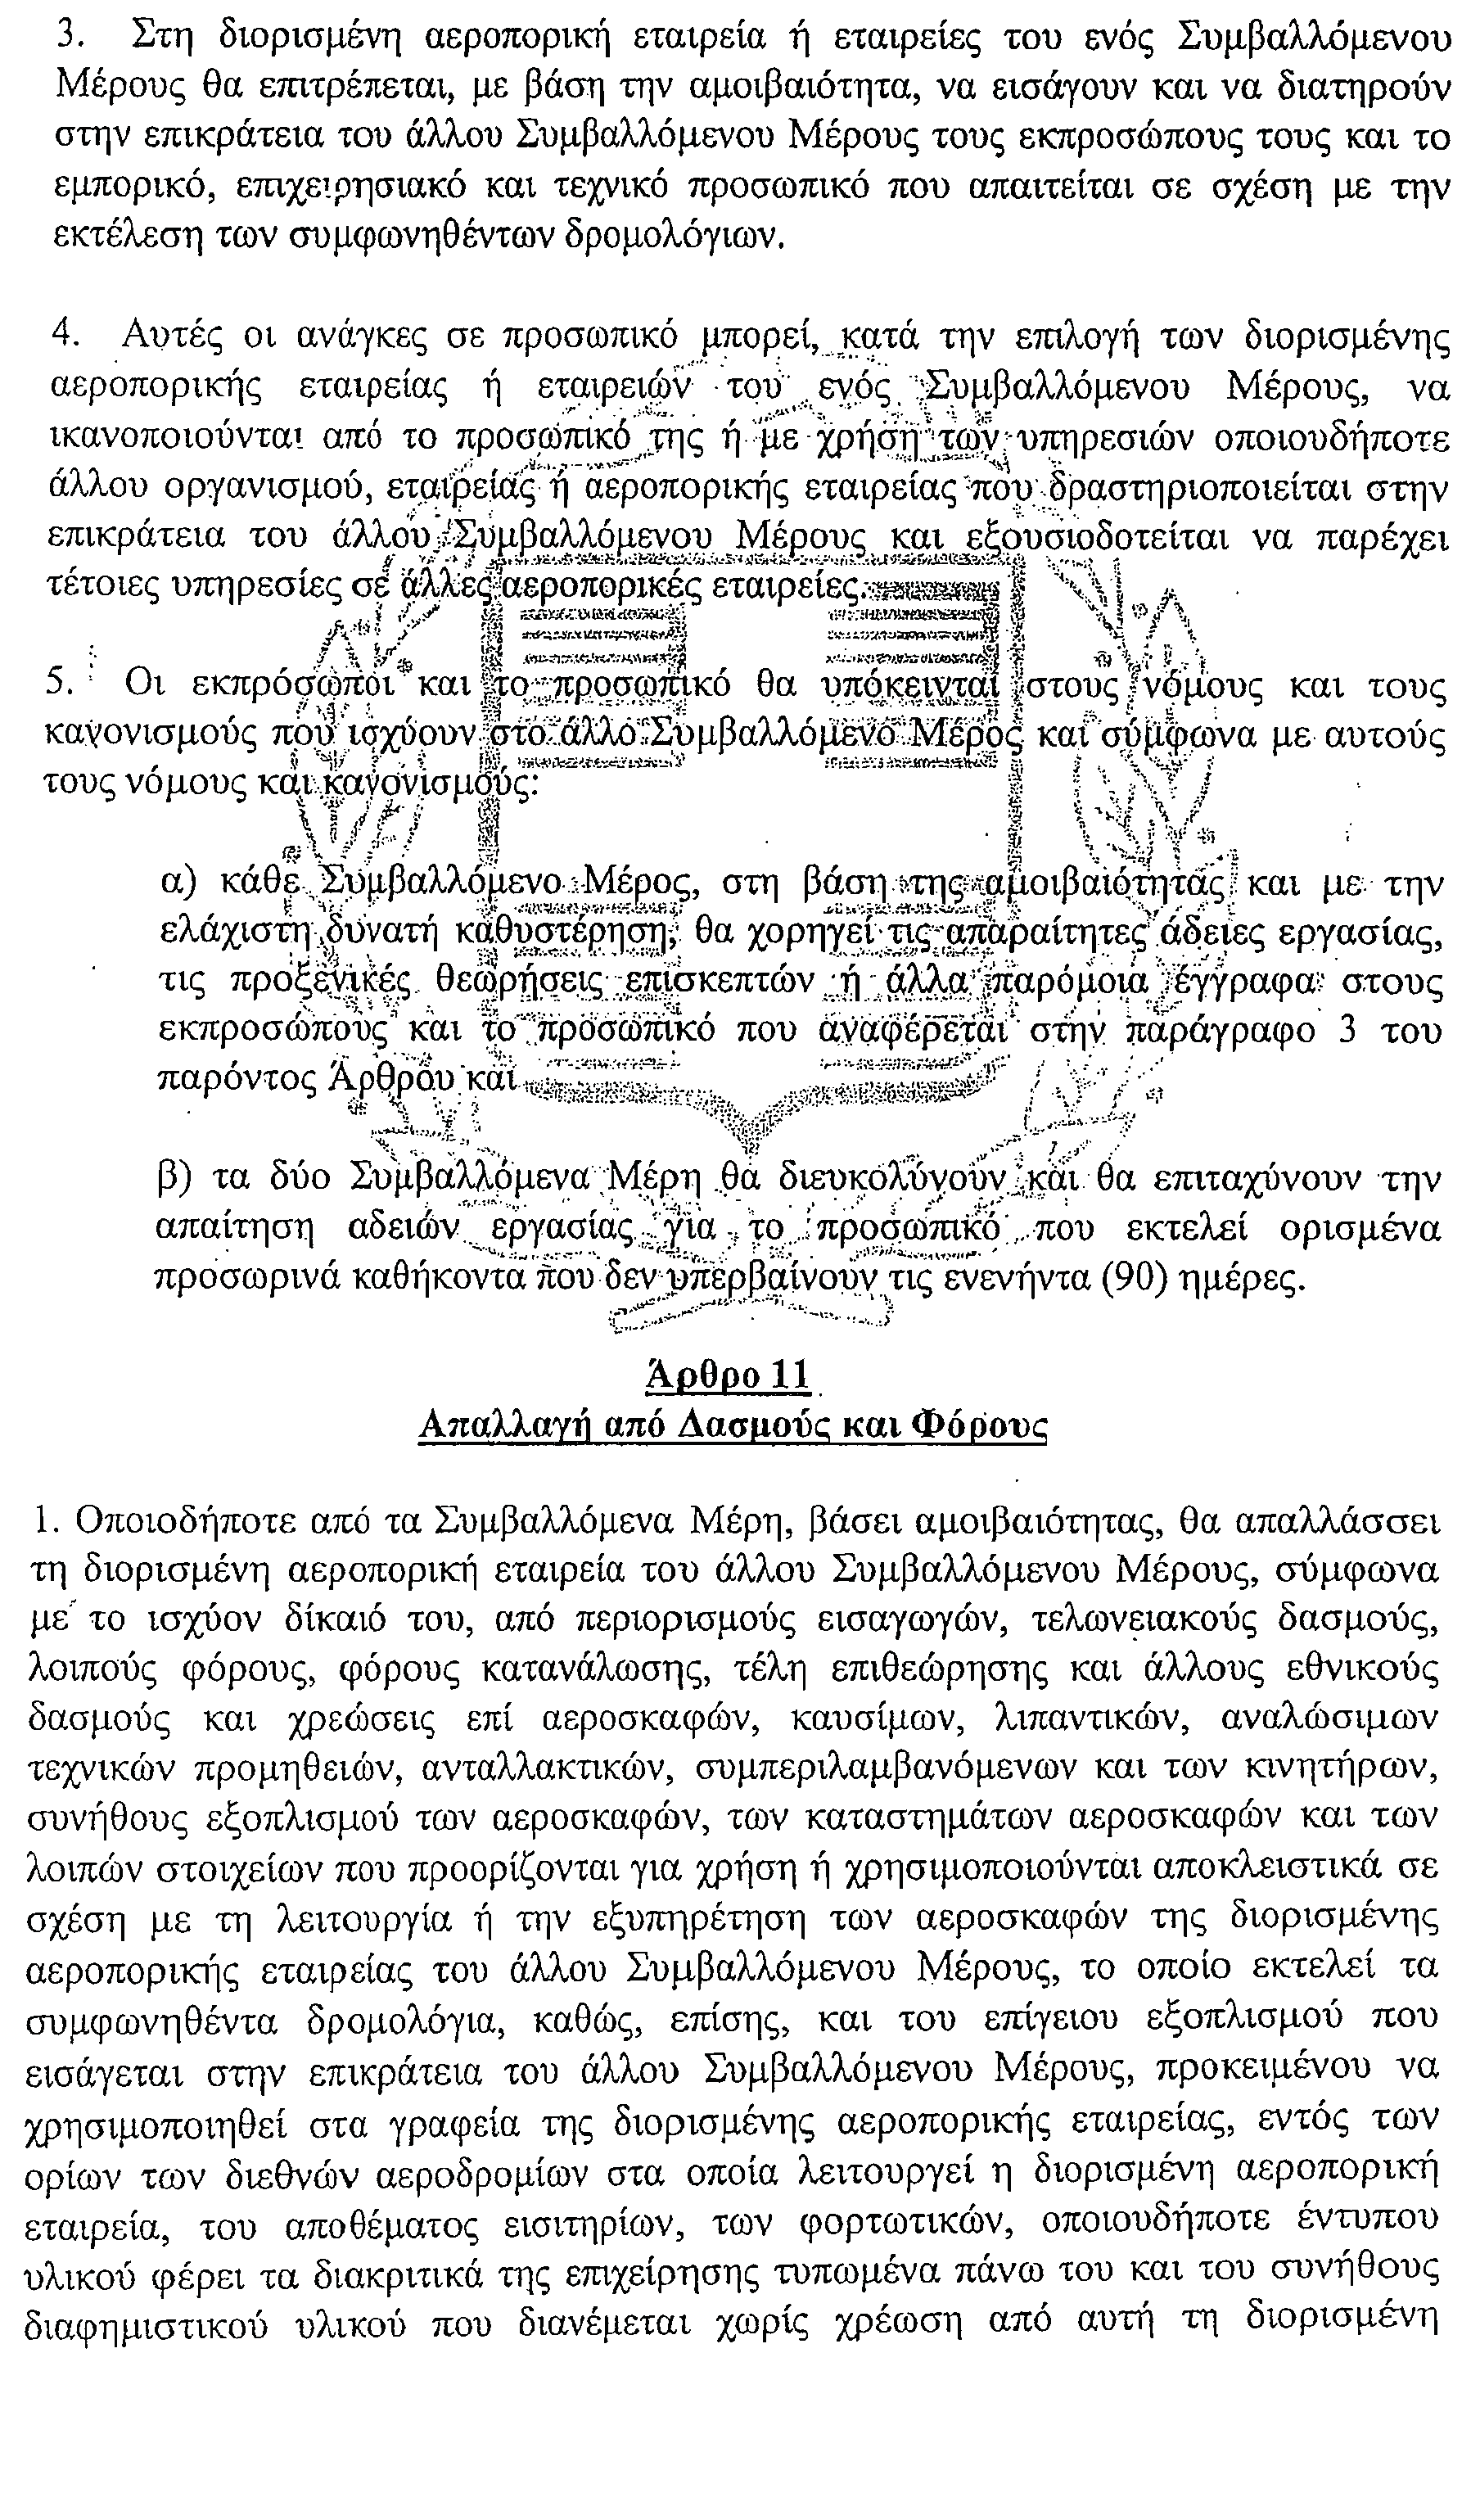 3. Στη διορισμένη αεροπορική εταιρεία ή εταιρείες του ενός Συμβαλλόμενου
Μέρους θα επιτρέπεται, με βάση την αμοιβαιότητα, να εισάγουν και να διατηρούν
στην επικράτεια του άλλου Συμβαλλόμενου Μέρους τους εκπροσώπους τους και το
εμπορικό, επιχειρησιακό και τεχνικό προσωπικό που απαιτείται σε σχέση με την
εκτέλεση των συμφωνηθέντων δρομολόγιων.
4. Αυτές οι ανάγκες σε προσωπικό μπορεί, κατά την επιλογή των διορισμένης
αεροπορικής εταιρείας ή εταιρειών του ενός Συμβαλλόμενου Μέρους, να
ικανοποιούνται από το προσωπικό της ή με χρήση των υπηρεσιών οποιουδήποτε
άλλου οργανισμού, εταιρείας ή αεροπορικής εταιρείας που δραστηριοποιείται στην
επικράτεια του άλλου Συμβαλλόμενου Μέρους και εξουσιοδοτείται να παρέχει
τέτοιες υπηρεσίες σε άλλες αεροπορικές εταιρείες.
5. Οι εκπρόσωποι και το προσωπικό θα υπόκεινται στους νόμους και τους
κανονισμούς που ισχύουν στο άλλο Συμβαλλόμενο Μέρος και σύμφωνα με αυτούς
τους νόμους και κανονισμούς:
α) κάθε Συμβαλλόμενο Μέρος, στη βάση της αμοιβαιότητας και με την
ελάχιστη δυνατή καθυστέρηση, θα χορηγεί τις απαραίτητες άδειες εργασίας,
τις προξενικές θεωρήσεις επισκεπτών ή άλλα παρόμοια έγγραφα στους
εκπροσώπους και το προσωπικό που αναφέρεται στην παράγραφο 3 του
παρόντος Άρθρου και
β) τα δύο Συμβαλλόμενα Μέρη θα διευκολύνουν και θα επιταχύνουν την
απαίτηση αδειών εργασίας για το προσωπικό που εκτελεί ορισμένα
προσωρινά καθήκοντα που δεν υπερβαίνουν τις ενενήντα (90) ημέρες.
Άρθρο 11
Απαλλαγή από Δασμούς και Φόρους
1. Οποιοδήποτε από τα Συμβαλλόμενα Μέρη, βάσει αμοιβαιότητας, θα απαλλάσσει
τη διορισμένη αεροπορική εταιρεία του άλλου Συμβαλλόμενου Μέρους, σύμφωνα
με το ισχύον δίκαιό του, από περιορισμούς εισαγωγών, τελωνειακούς δασμούς,
λοιπούς φόρους, φόρους κατανάλωσης, τέλη επιθεώρησης και άλλους εθνικούς
δασμούς και χρεώσεις επί αεροσκαφών, καυσίμων, λιπαντικών, αναλώσιμων
τεχνικών προμηθειών, ανταλλακτικών, συμπεριλαμβανόμενων και των κινητήρων,
συνήθους εξοπλισμού των αεροσκαφών, των καταστημάτων αεροσκαφών και των
λοιπών στοιχείων που προορίζονται για χρήση ή χρησιμοποιούνται αποκλειστικά σε
σχέση με τη λειτουργία ή την εξυπηρέτηση των αεροσκαφών της διορισμένης
αεροπορικής εταιρείας του άλλου Συμβαλλόμενου Μέρους, το οποίο εκτελεί τα
συμφωνηθέντα δρομολόγια, καθώς, επίσης, και του επίγειου εξοπλισμού που
εισάγεται στην επικράτεια του άλλου Συμβαλλόμενου Μέρους, προκειμένου να
χρησιμοποιηθεί στα γραφεία της διορισμένης αεροπορικής εταιρείας, εντός των
ορίων των διεθνών αεροδρομίων στα οποία λειτουργεί η διορισμένη αεροπορική
εταιρεία, του αποθέματος εισιτηρίων, των φορτωτικών, οποιουδήποτε έντυπου
υλικού φέρει τα διακριτικά της επιχείρησης τυπωμένα πάνω του και του συνήθους
διαφημιστικού υλικού που διανέμεται χωρίς χρέωση από αυτή τη διορισμένη